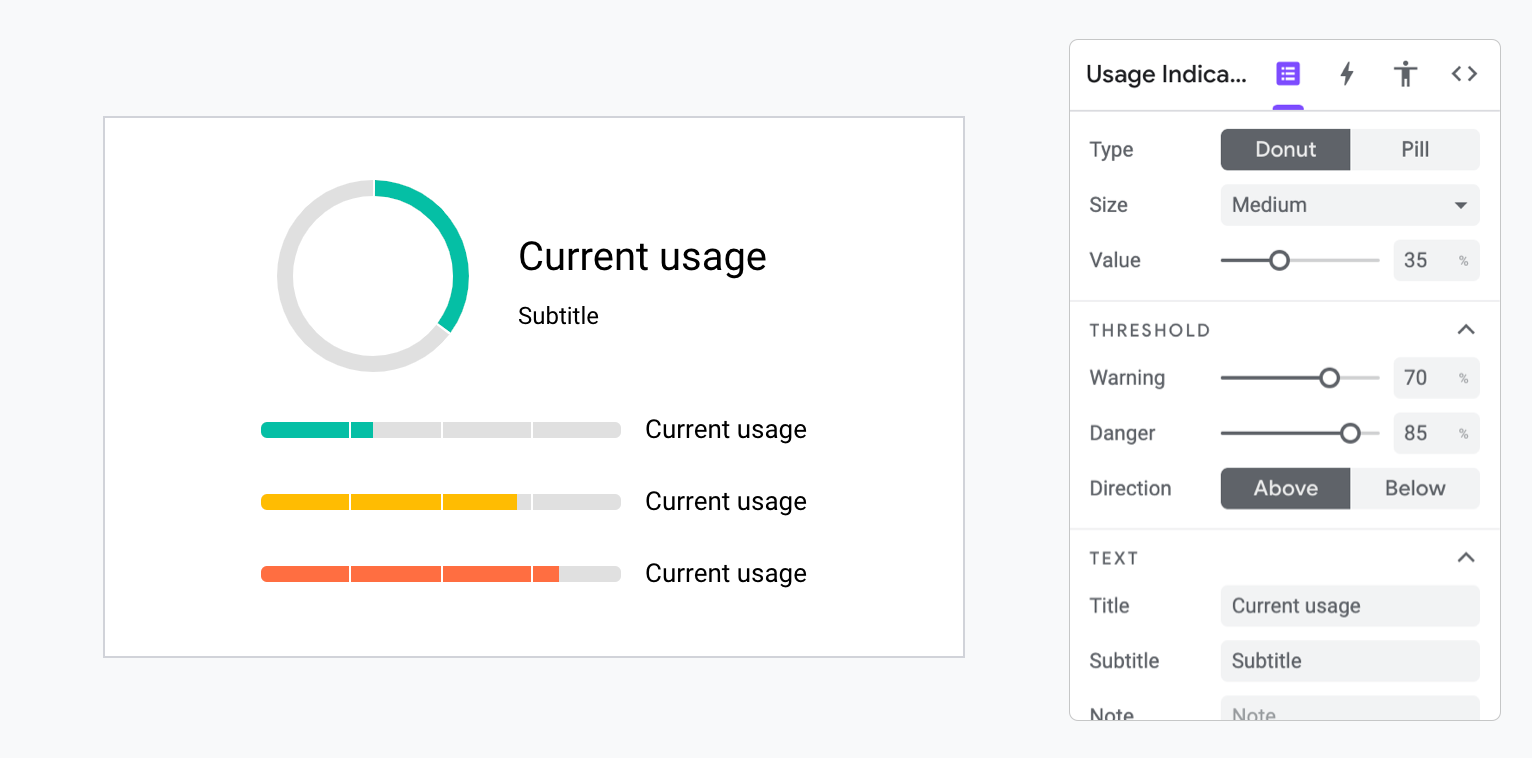 Current usage
Subtitle
Current usage
Current usage
Current usage
Usage Indica...
Type Donut Pill
Size Medium
Value 35 %
THRESHOLD
Warning 70 %
Danger 85 %
Direction Above Below
TEXT
Title Current usage
Subtitle Subtitle
Note Note